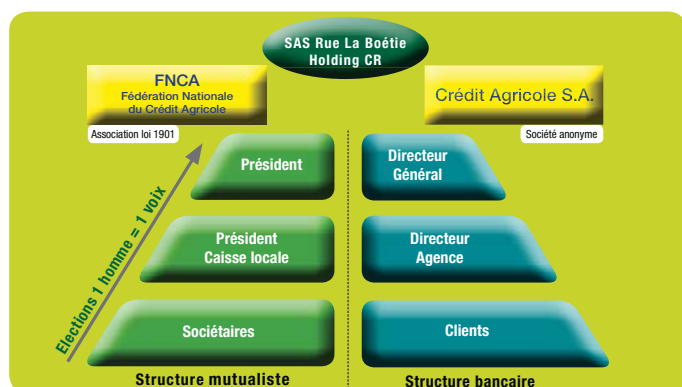 SAS Rue La Boétie
Holding CR
FNCA
Fédération Nationale
du Crédit Agricole
Crédit Agricole S.A.
Association loi 1901
Société anonyme
Elections 1 homme = 1 voix
Président
Directeur
Général
Président
Caisse locale
Directeur
Agence
Sociétaires
Clients
Structure mutualiste
Structure bancaire